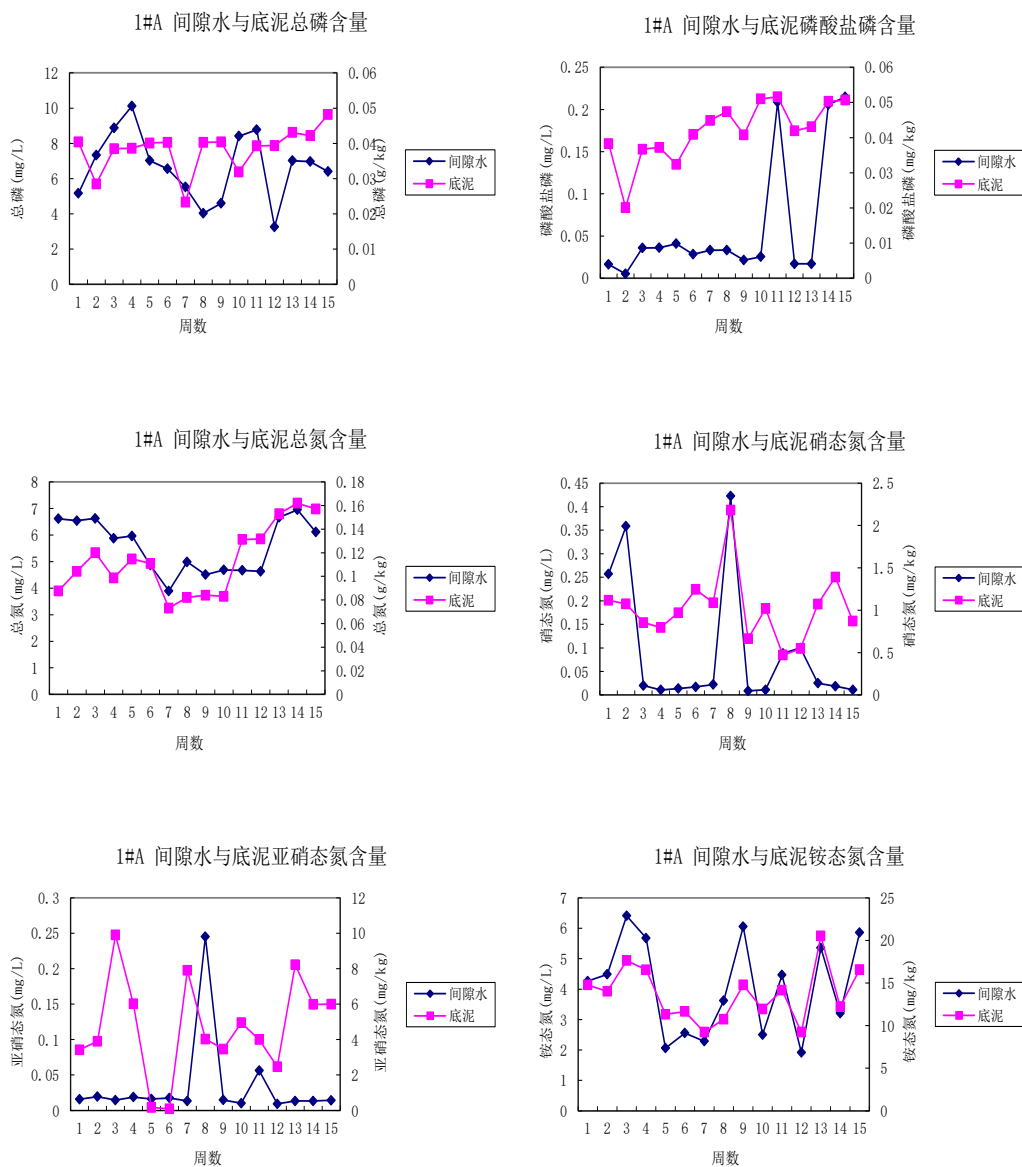 1#A 间隙水与底泥总磷含量
12
10
8
6
4
2
0
总磷(mg/L)
0.06
0.05
0.04
0.03
0.02
0.01
0
总磷(g/kg)
1 2 3 4 5 6 7 8 9 10 11 12 13 14 15
周数
间隙水
底泥
1#A 间隙水与底泥磷酸盐磷含量
0.25
0.2
0.15
0.1
0.05
0
磷酸盐磷(mg/L)
0.06
0.05
0.04
0.03
0.02
0.01
0
磷酸盐磷(mg/kg)
1 2 3 4 5 6 7 8 9 10 11 12 13 14 15
周数
间隙水
底泥
1#A 间隙水与底泥总氮含量
8
7
6
5
4
3
2
1
0
总氮(mg/L)
0.18
0.16
0.14
0.12
0.1
0.08
0.06
0.04
0.02
0
总氮(g/kg)
1 2 3 4 5 6 7 8 9 10 11 12 13 14 15
周数
间隙水
底泥
1#A 间隙水与底泥硝态氮含量
0.45
0.4
0.35
0.3
0.25
0.2
0.15
0.1
0.05
0
硝态氮(mg/L)
2.5
2
1.5
1
0.5
0
硝态氮(mg/kg)
1 2 3 4 5 6 7 8 9 10 11 12 13 14 15
周数
间隙水
底泥
1#A 间隙水与底泥亚硝态氮含量
0.3
0.25
0.2
0.15
0.1
0.05
0
亚硝态氮(mg/L)
12
10
8
6
4
2
0
亚硝态氮(mg/kg)
1 2 3 4 5 6 7 8 9 10 11 12 13 14 15
周数
间隙水
底泥
1#A 间隙水与底泥铵态氮含量
7
6
5
4
3
2
1
0
铵态氮(mg/L)
25
20
15
10
5
0
铵态氮(mg/kg)
1 2 3 4 5 6 7 8 9 10 11 12 13 14 15
周数
间隙水
底泥